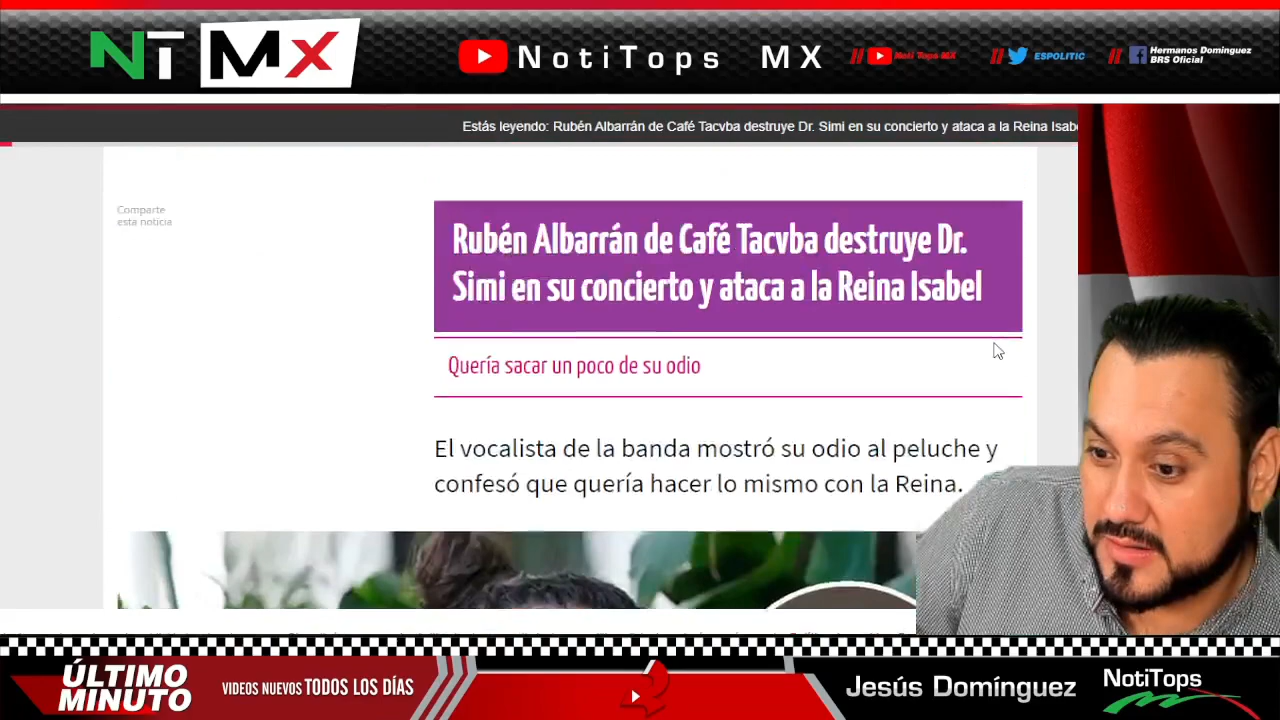 NT MX
NotiTops MX
Noti Tops MX
ESPOLITIC
Hermanos Domínguez
BRS Oficial
Estás leyendo: Rubén Albarrán de Café Tacvba destruye Dr. Simi en su concierto y ataca a la Reina Isabe
Comparte
esta noticia
Rubén Albarrán de Café Tacvba destruye Dr.
Simi en su concierto y ataca a la Reina Isabel
Quería sacar un poco de su odio
El vocalista de la banda mostró su odio al peluche y
confesó que quería hacer lo mismo con la Reina.
ÚLTIMO
MINUTO
VIDEOS NUEVOS TODOS LOS DÍAS
Jesús Domínguez
NotiTops